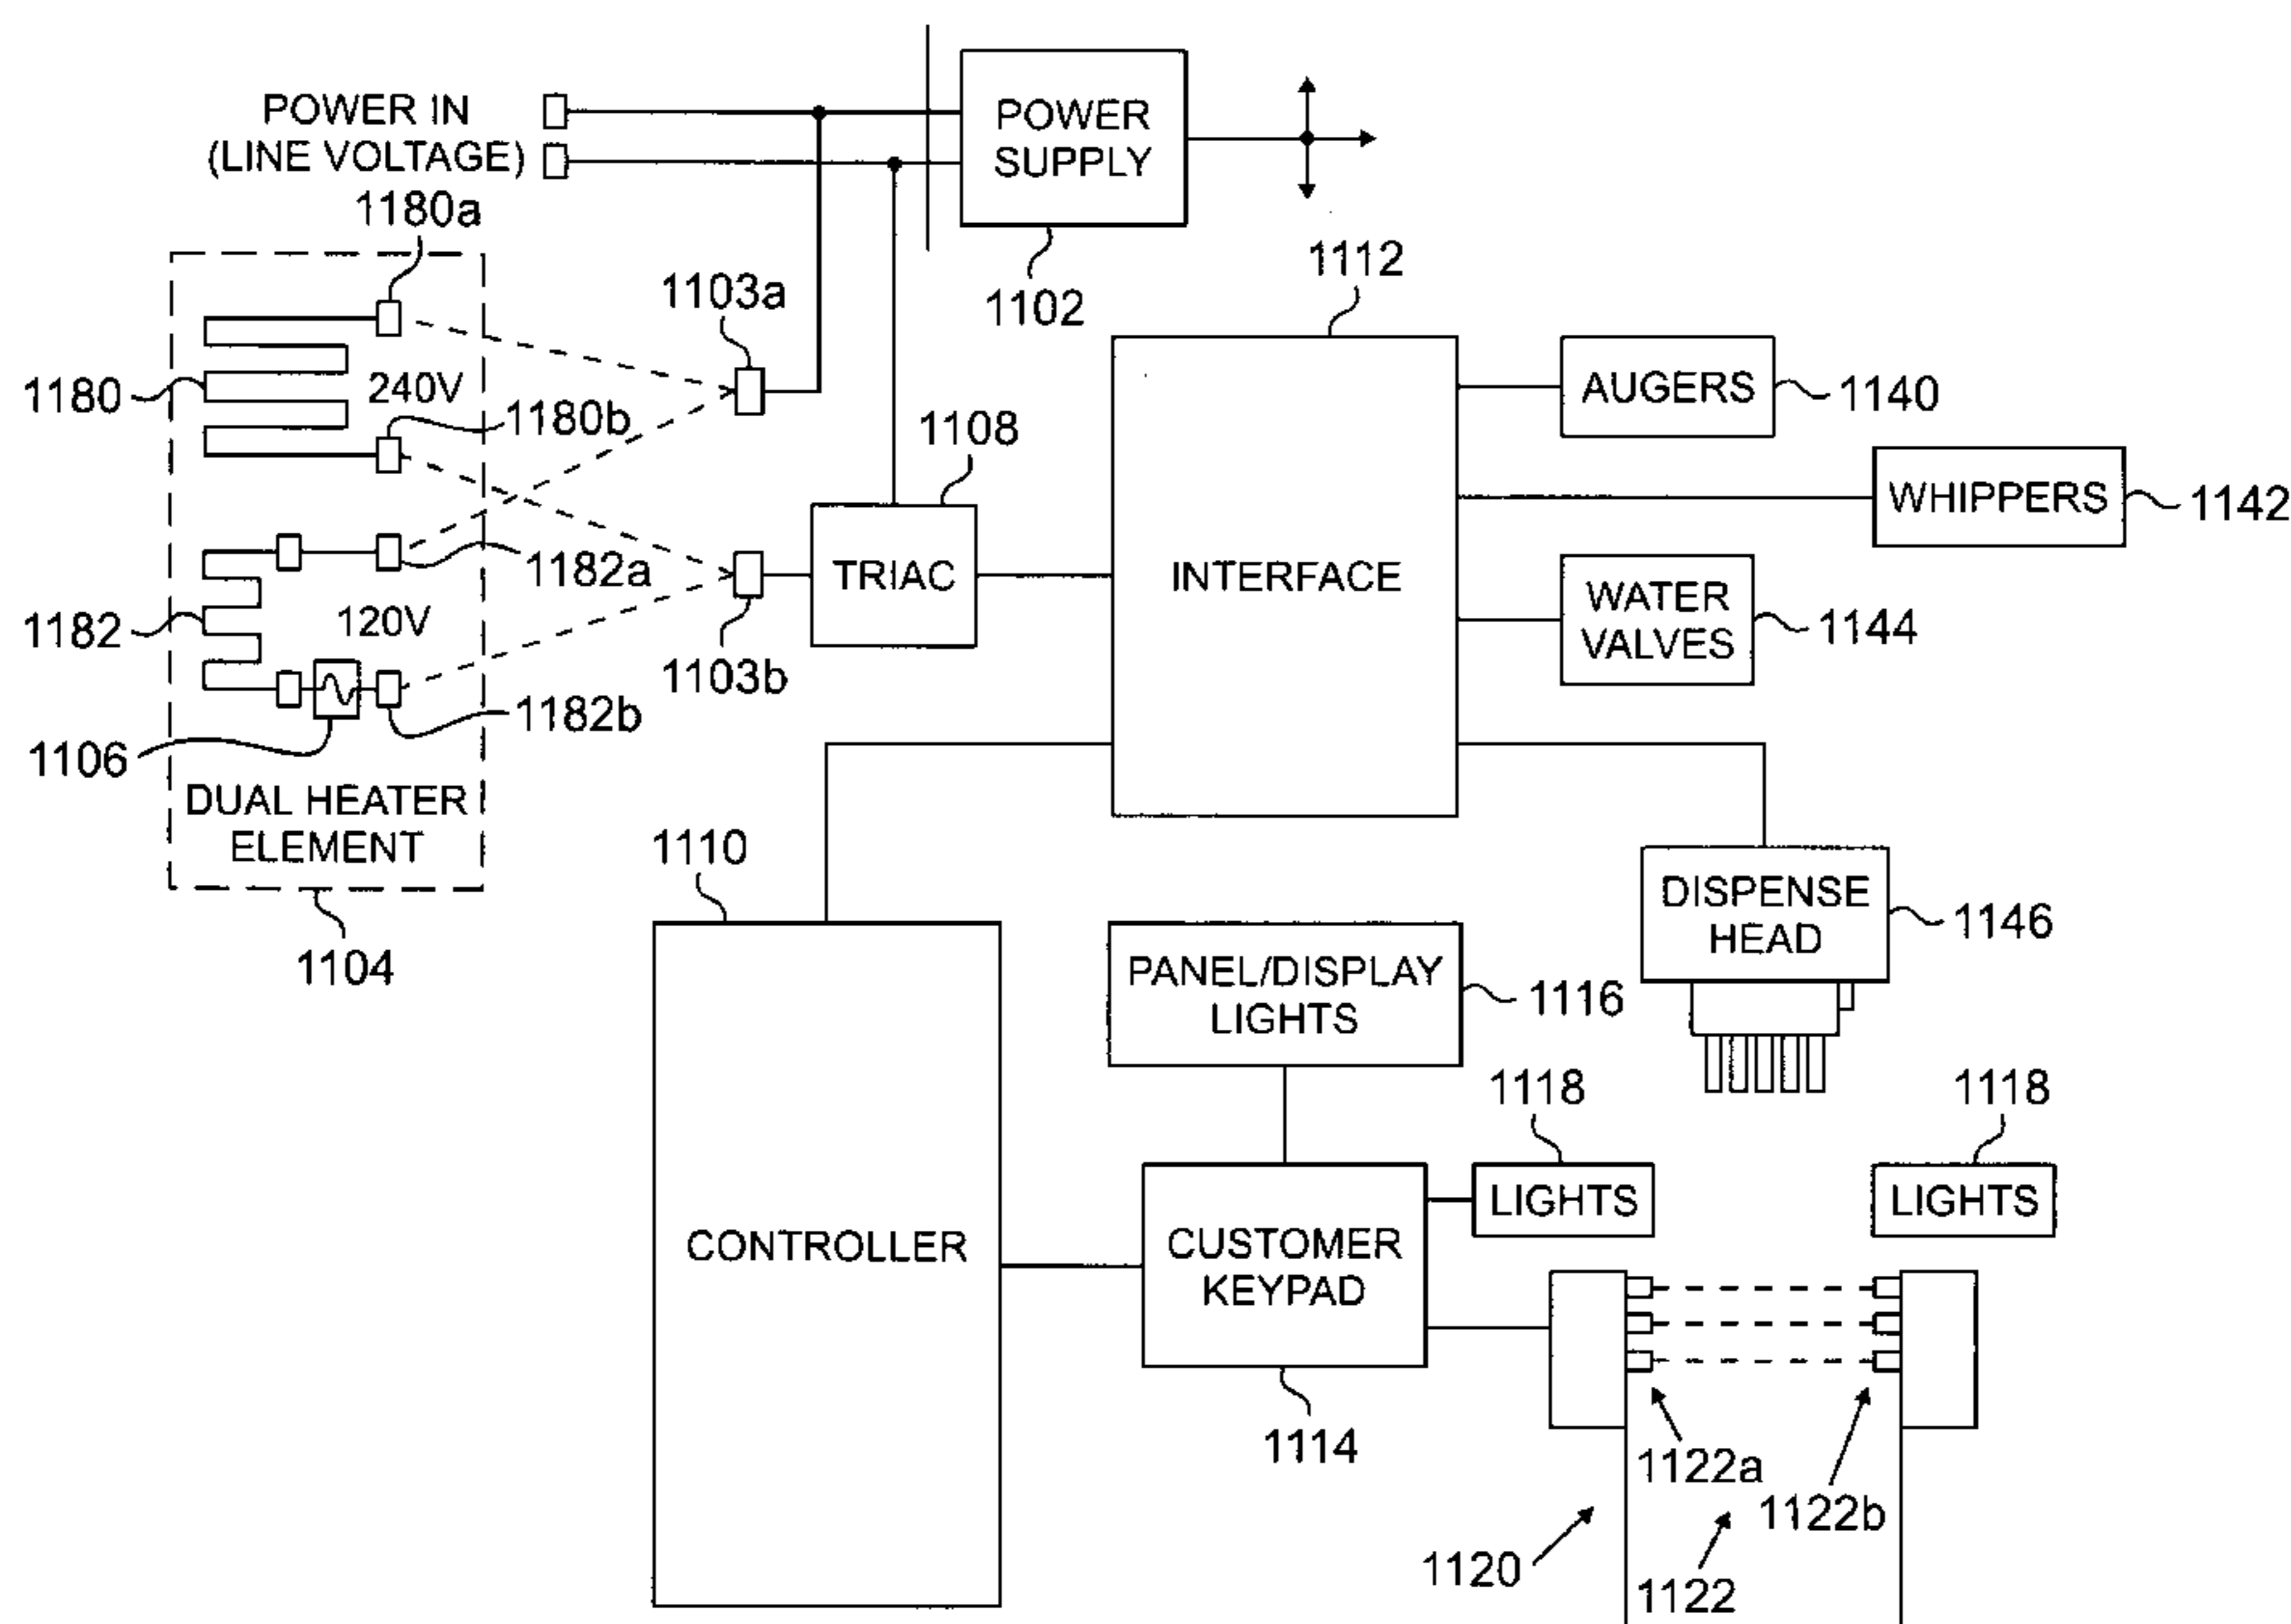 POWER IN
(LINE VOLTAGE)
POWER
SUPPLY
1102
1180a
1103a
1112
1180
240V
1180b
1108
AUGERS
1140
WHIPPERS
1142
1182a
TRIAC
INTERFACE
WATER
VALVES
1144
1182
120V
1103b
1182b
1106
DUAL HEATER
ELEMENT
1104
1110
DISPENSE
HEAD
1146
PANEL/DISPLAY
LIGHTS
1116
1118
LIGHTS
1118
LIGHTS
CONTROLLER
CUSTOMER
KEYPAD
1114
1122a
1122b
1120
1122